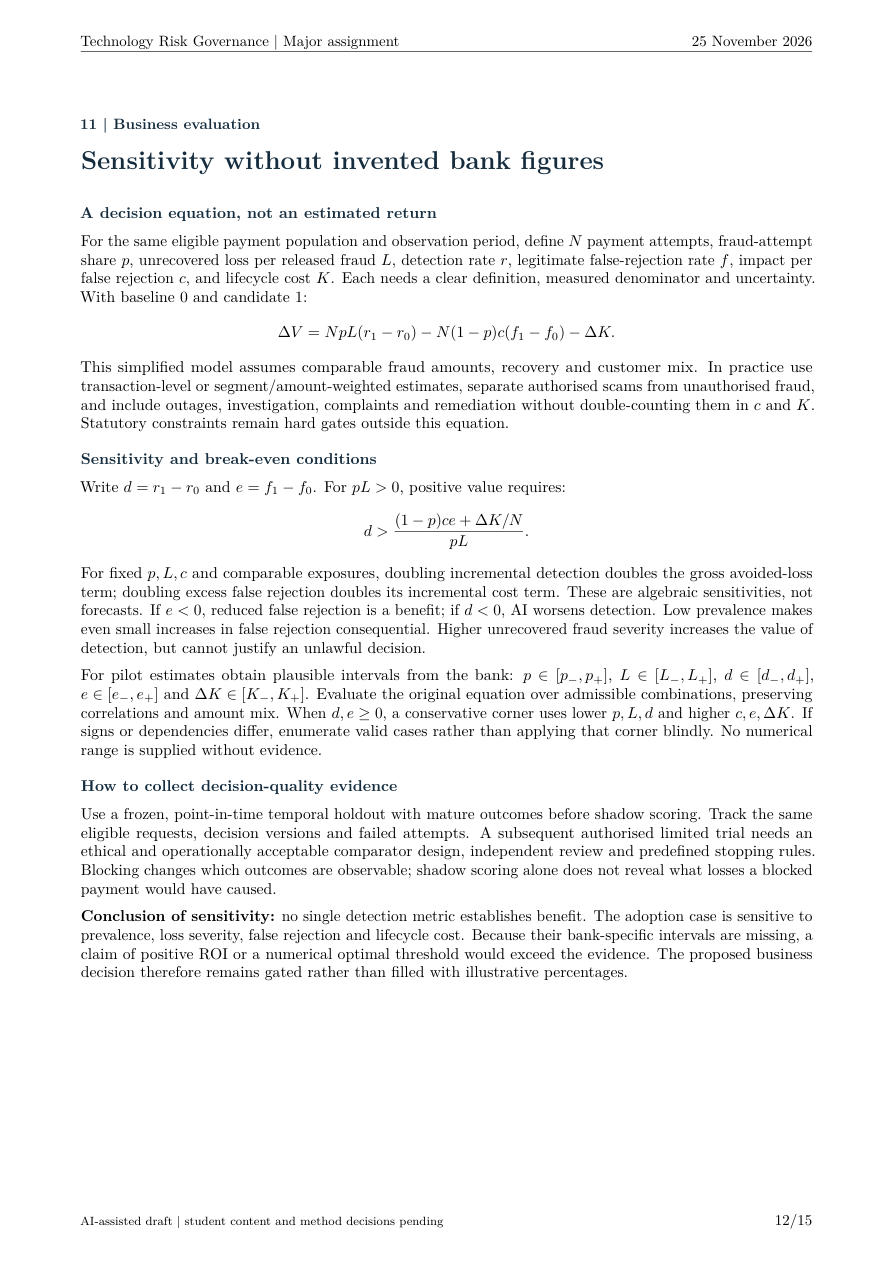 Technology Risk Governance | Major assignment 25 November 2026
11 | Business evaluation
Sensitivity without invented bank figures
A decision equation, not an estimated return
For the same eligible payment population and observation period, define N payment attempts, fraud-attempt
share p, unrecovered loss per released fraud L, detection rate r, legitimate false-rejection rate f, impact per
false rejection c, and lifecycle cost K. Each needs a clear definition, measured denominator and uncertainty.
With baseline 0 and candidate 1:
ΔV = NpL(r₁ − r₀) − N(1 − p)c(f₁ − f₀) − ΔK.
This simplified model assumes comparable fraud amounts, recovery and customer mix. In practice use
transaction-level or segment/amount-weighted estimates, separate authorised scams from unauthorised fraud,
and include outages, investigation, complaints and remediation without double-counting them in c and K.
Statutory constraints remain hard gates outside this equation.
Sensitivity and break-even conditions
Write d = r₁ − r₀ and e = f₁ − f₀. For pL > 0, positive value requires:
d > (1 − p)ce + ΔK/N
pL.
For fixed p, L, c and comparable exposures, doubling incremental detection doubles the gross avoided-loss
term; doubling excess false rejection doubles its incremental cost term. These are algebraic sensitivities, not
forecasts. If e < 0, reduced false rejection is a benefit; if d < 0, AI worsens detection. Low prevalence makes
even small increases in false rejection consequential. Higher unrecovered fraud severity increases the value of
detection, but cannot justify an unlawful decision.
For pilot estimates obtain plausible intervals from the bank: p ∈ [p₋, p₊], L ∈ [L₋, L₊], d ∈ [d₋, d₊],
e ∈ [e₋, e₊] and ΔK ∈ [K₋, K₊]. Evaluate the original equation over admissible combinations, preserving
correlations and amount mix. When d, e ≥ 0, a conservative corner uses lower p, L, d and higher c, e, ΔK. If
signs or dependencies differ, enumerate valid cases rather than applying that corner blindly. No numerical
range is supplied without evidence.
How to collect decision-quality evidence
Use a frozen, point-in-time temporal holdout with mature outcomes before shadow scoring. Track the same
eligible requests, decision versions and failed attempts. A subsequent authorised limited trial needs an
ethical and operationally acceptable comparator design, independent review and predefined stopping rules.
Blocking changes which outcomes are observable; shadow scoring alone does not reveal what losses a blocked
payment would have caused.
Conclusion of sensitivity: no single detection metric establishes benefit. The adoption case is sensitive to
prevalence, loss severity, false rejection and lifecycle cost. Because their bank-specific intervals are missing, a
claim of positive ROI or a numerical optimal threshold would exceed the evidence. The proposed business
decision therefore remains gated rather than filled with illustrative percentages.
AI-assisted draft | student content and method decisions pending 12/15